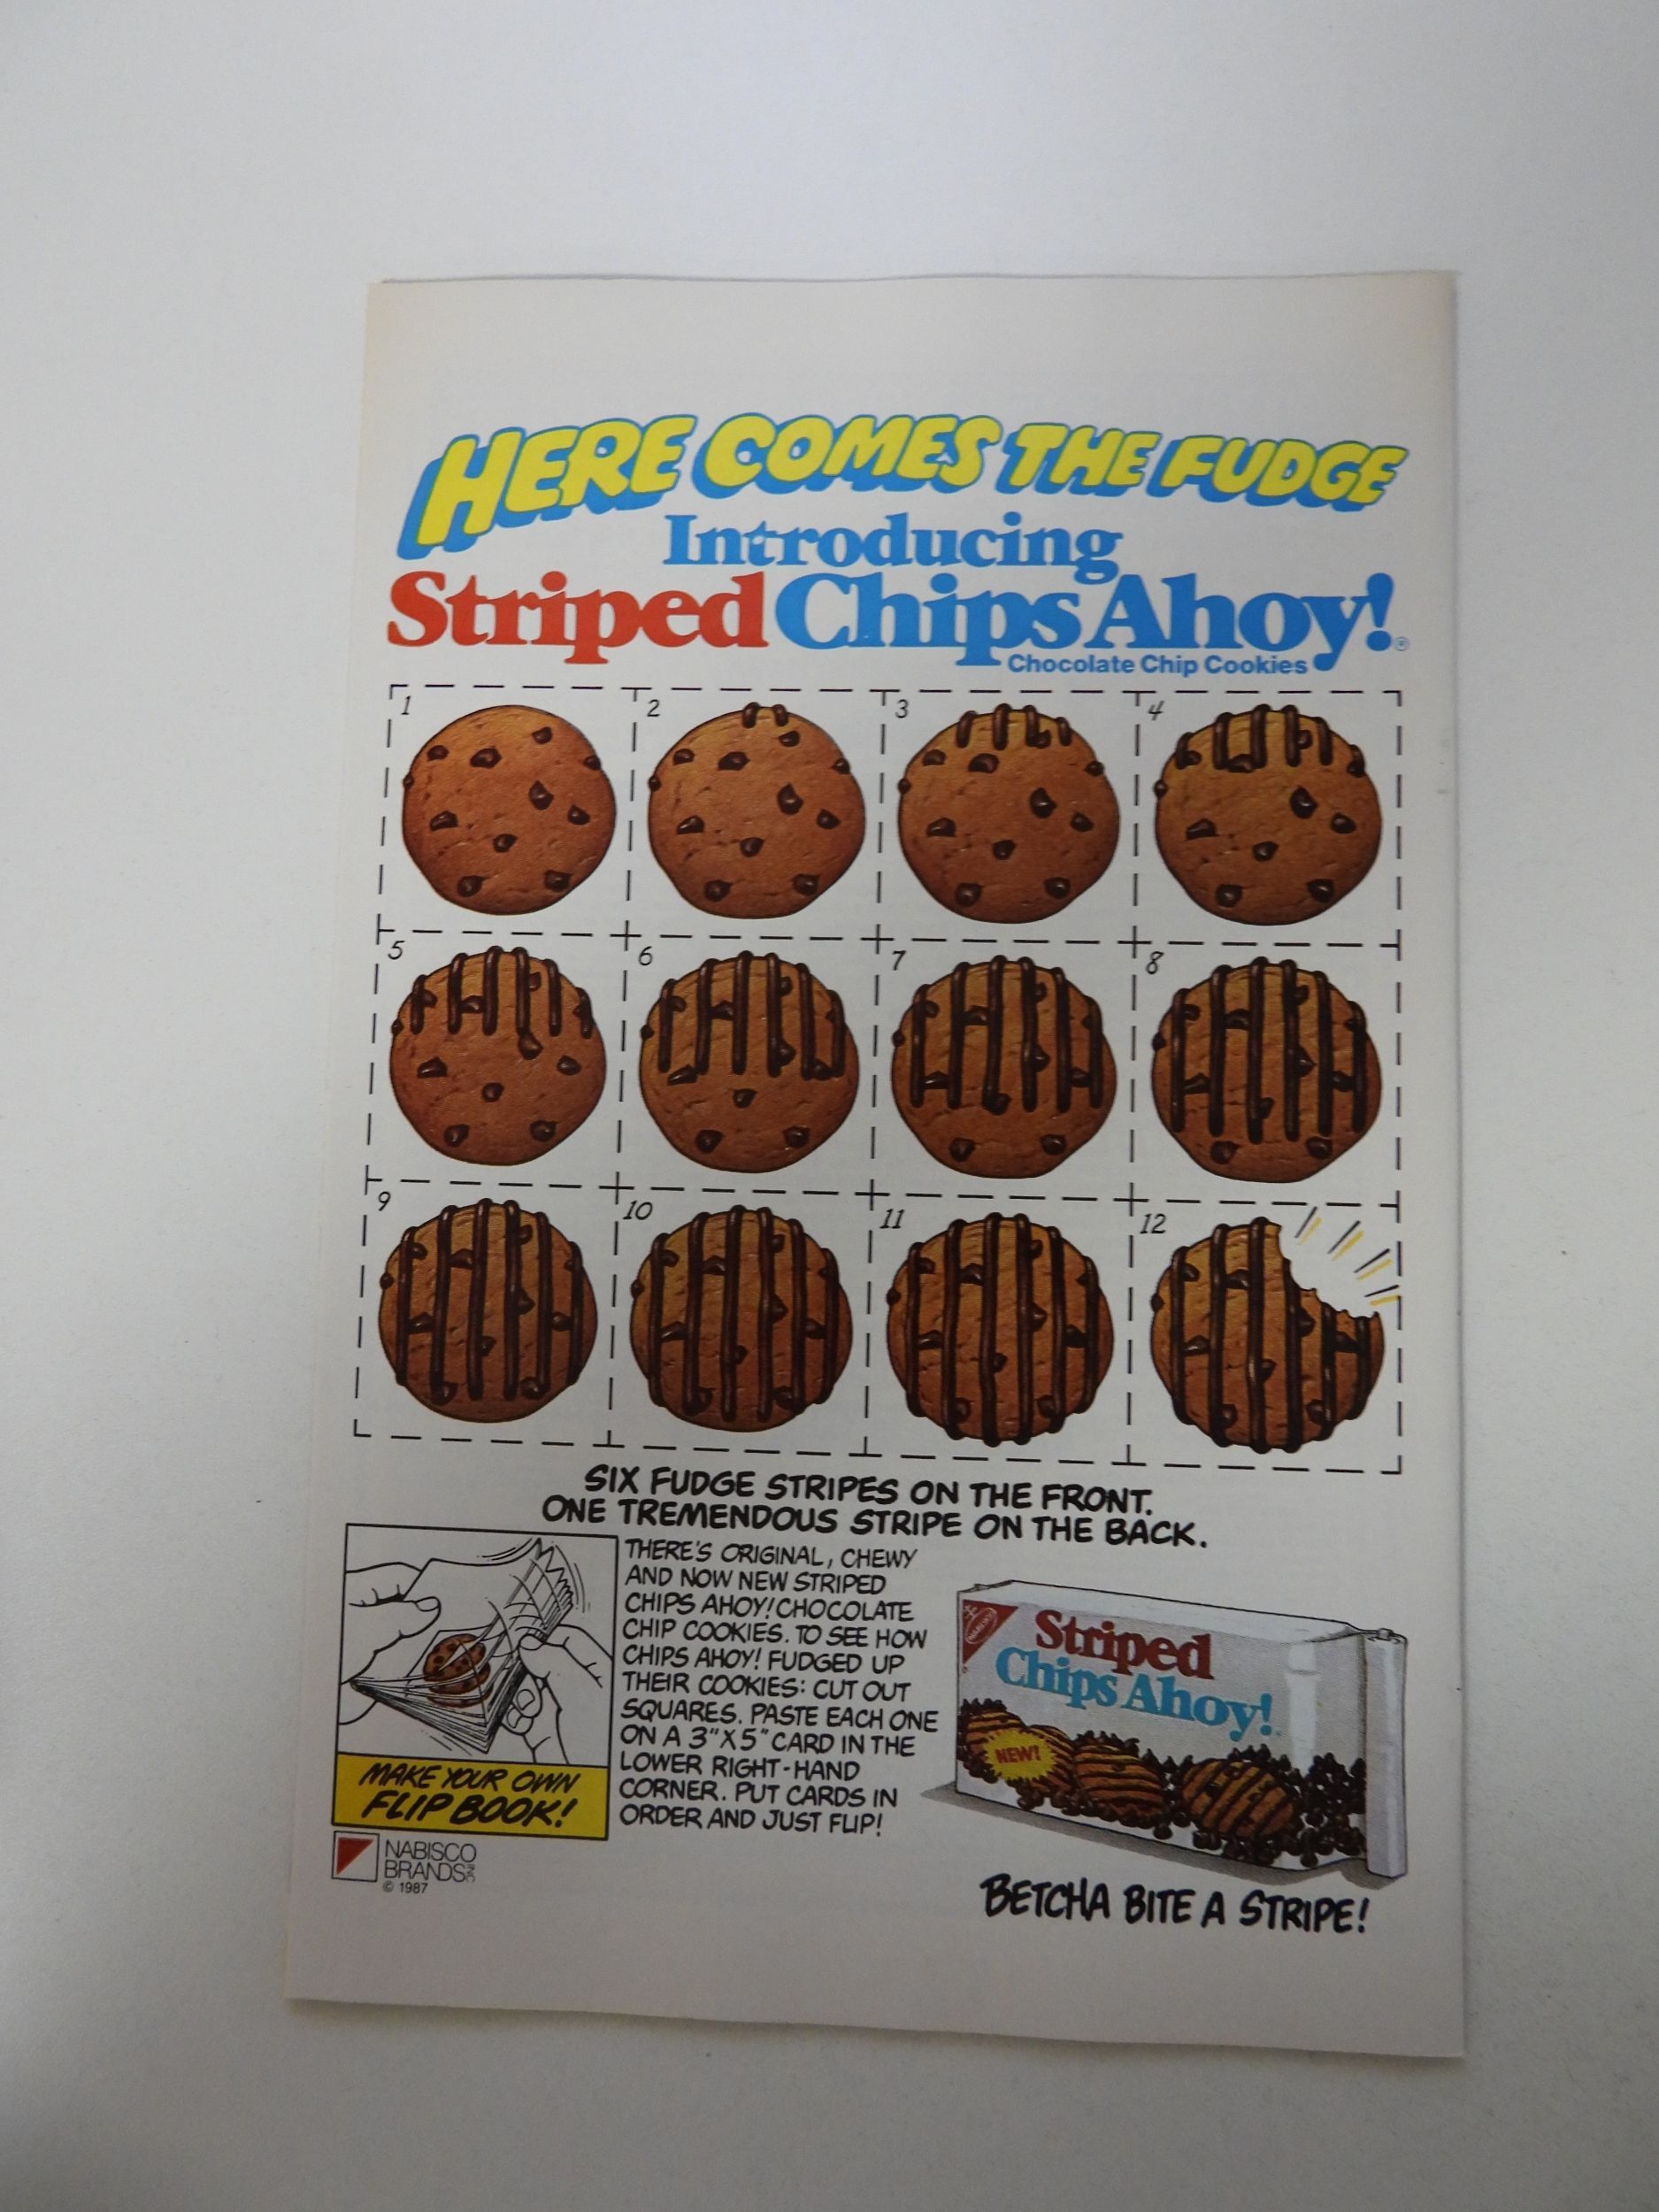 HERE COMES THE FUDGE
Introducing
Striped Chips Ahoy!®
Chocolate Chip Cookies
1
2
3
4
5
6
7
8
9
10
11
12
SIX FUDGE STRIPES ON THE FRONT.
ONE TREMENDOUS STRIPE ON THE BACK.
THERE'S ORIGINAL, CHEWY
AND NOW NEW STRIPED
CHIPS AHOY! CHOCOLATE
CHIP COOKIES. TO SEE HOW
CHIPS AHOY! FUDGED UP
THEIR COOKIES: CUT OUT
SQUARES. PASTE EACH ONE
ON A 3"X5" CARD IN THE
LOWER RIGHT-HAND
CORNER. PUT CARDS IN
ORDER AND JUST FLIP!
MAKE YOUR OWN
FLIP BOOK!
NABISCO
BRANDS INC
© 1987
NABISCO
Striped
Chips Ahoy!
NEW!
BETCHA BITE A STRIPE!